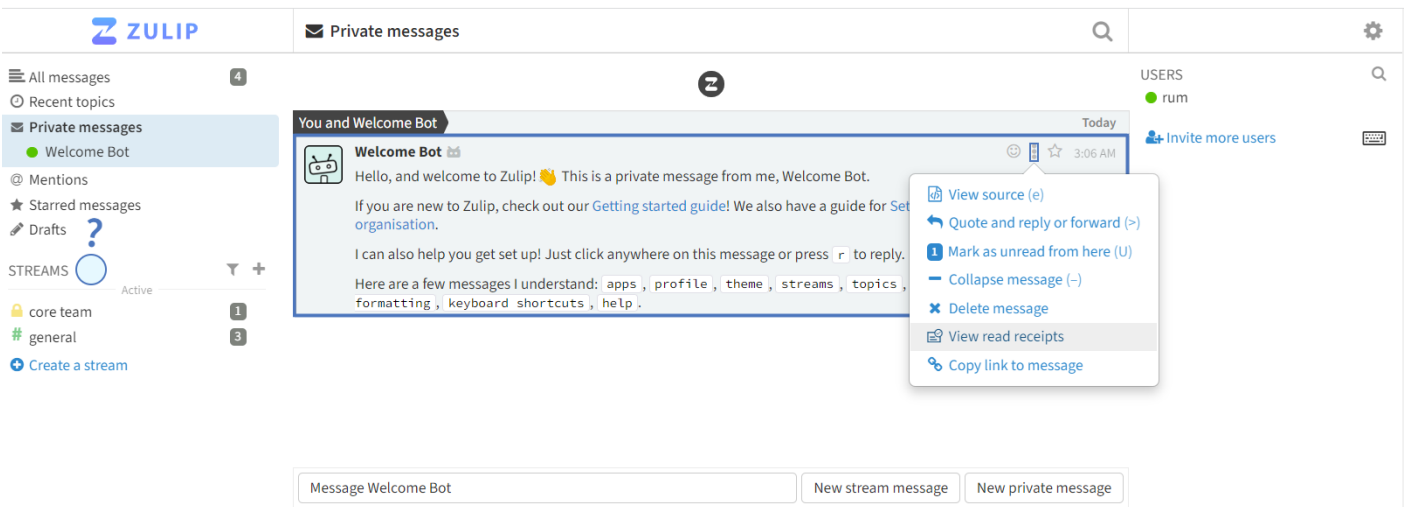 ZULIP
Private messages
All messages 4
Recent topics
Private messages
Welcome Bot
@ Mentions
Starred messages
Drafts
?
STREAMS +
Active
core team 1
# general 3
Create a stream
You and Welcome Bot Today
Welcome Bot 3:06 AM
Hello, and welcome to Zulip! 👋 This is a private message from me, Welcome Bot.
If you are new to Zulip, check out our Getting started guide! We also have a guide for Set
organisation.
I can also help you get set up! Just click anywhere on this message or press r to reply.
Here are a few messages I understand: apps, profile, theme, streams, topics,
formatting, keyboard shortcuts, help.
View source (e)
Quote and reply or forward (>)
1 Mark as unread from here (U)
Collapse message (–)
Delete message
View read receipts
Copy link to message
Message Welcome Bot New stream message New private message
USERS
rum
Invite more users